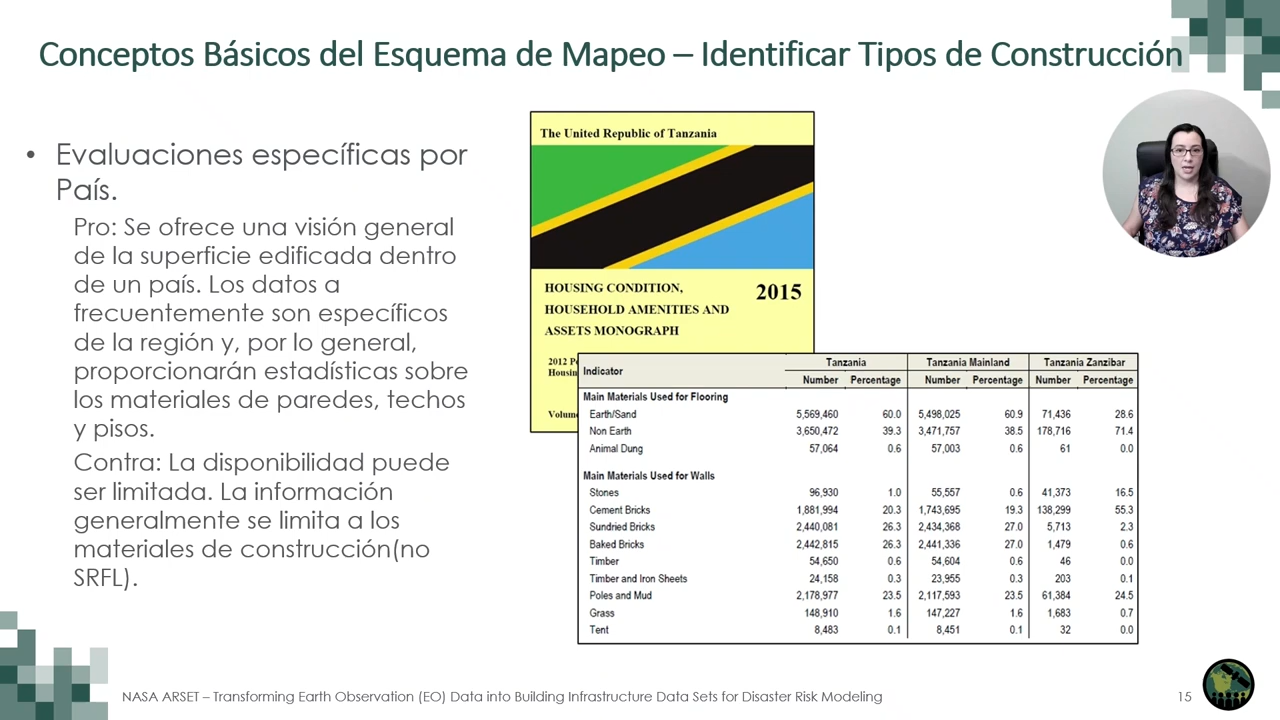 Conceptos Básicos del Esquema de Mapeo – Identificar Tipos de Construcción
• Evaluaciones específicas por
País.
Pro: Se ofrece una visión general
de la superficie edificada dentro
de un país. Los datos a
frecuentemente son específicos
de la región y, por lo general,
proporcionarán estadísticas sobre
los materiales de paredes, techos
y pisos.
Contra: La disponibilidad puede
ser limitada. La información
generalmente se limita a los
materiales de construcción(no
SRFL).
The United Republic of Tanzania
HOUSING CONDITION,
HOUSEHOLD AMENITIES AND
ASSETS MONOGRAPH
2015
2012 P
Housin
Volum
Indicator Tanzania Tanzania Mainland Tanzania Zanzibar
Number Percentage Number Percentage Number Percentage
Main Materials Used for Flooring
Earth/Sand 5,569,460 60.0 5,498,025 60.9 71,436 28.6
Non Earth 3,650,472 39.3 3,471,757 38.5 178,716 71.4
Animal Dung 57,064 0.6 57,003 0.6 61 0.0
Main Materials Used for Walls
Stones 96,930 1.0 55,557 0.6 41,373 16.5
Cement Bricks 1,881,994 20.3 1,743,695 19.3 138,299 55.3
Sundried Bricks 2,440,081 26.3 2,434,368 27.0 5,713 2.3
Baked Bricks 2,442,815 26.3 2,441,336 27.0 1,479 0.6
Timber 54,650 0.6 54,604 0.6 46 0.0
Timber and Iron Sheets 24,158 0.3 23,955 0.3 203 0.1
Poles and Mud 2,178,977 23.5 2,117,593 23.5 61,384 24.5
Grass 148,910 1.6 147,227 1.6 1,683 0.7
Tent 8,483 0.1 8,451 0.1 32 0.0
NASA ARSET – Transforming Earth Observation (EO) Data into Building Infrastructure Data Sets for Disaster Risk Modeling
15